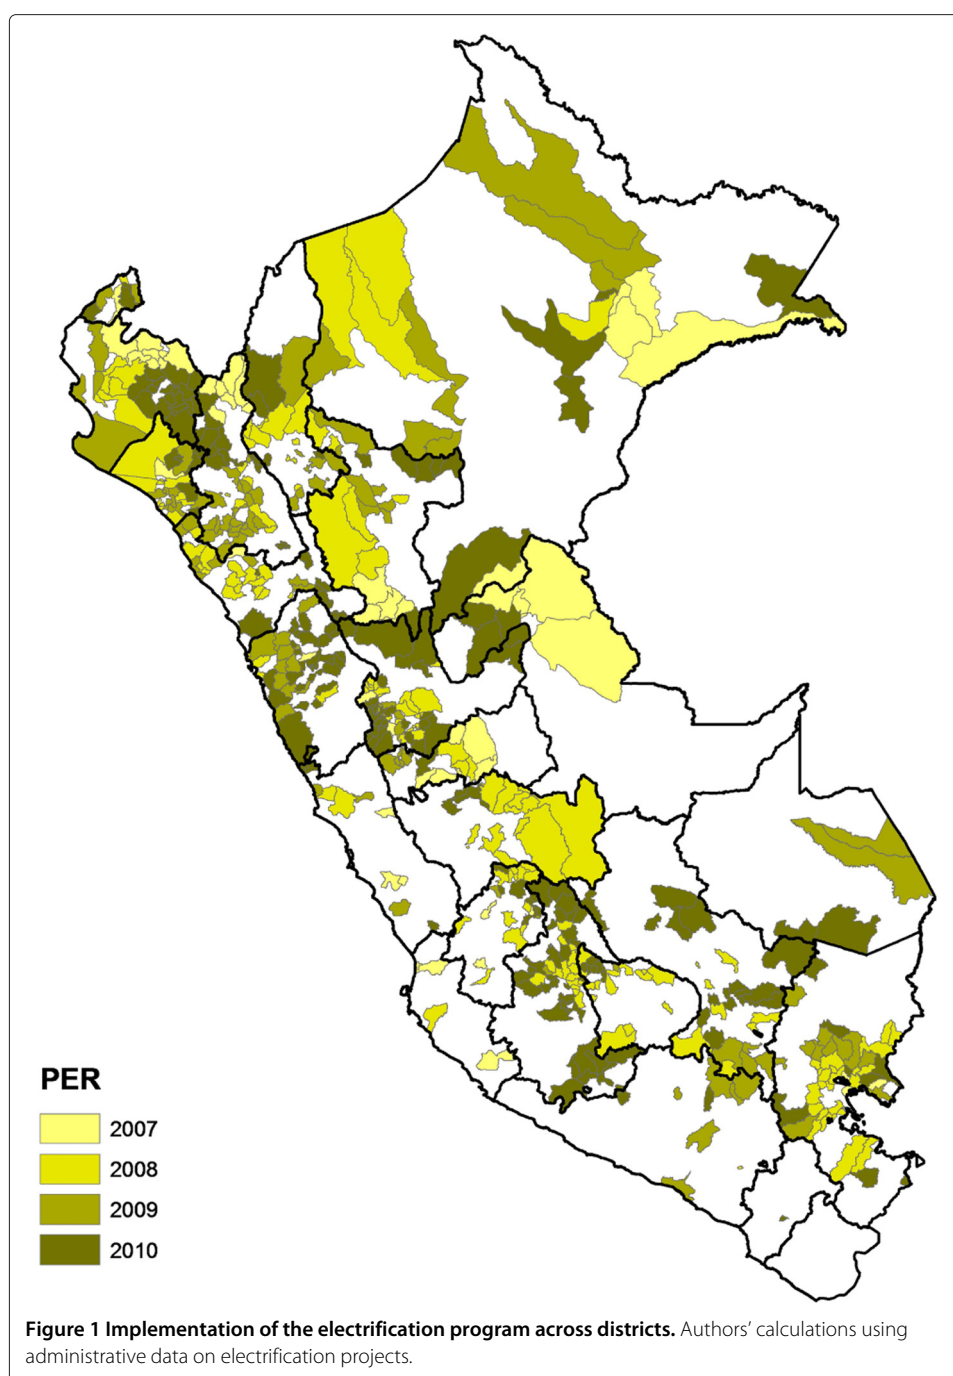 PER
2007
2008
2009
2010
Figure 1 Implementation of the electrification program across districts. Authors’ calculations using
administrative data on electrification projects.